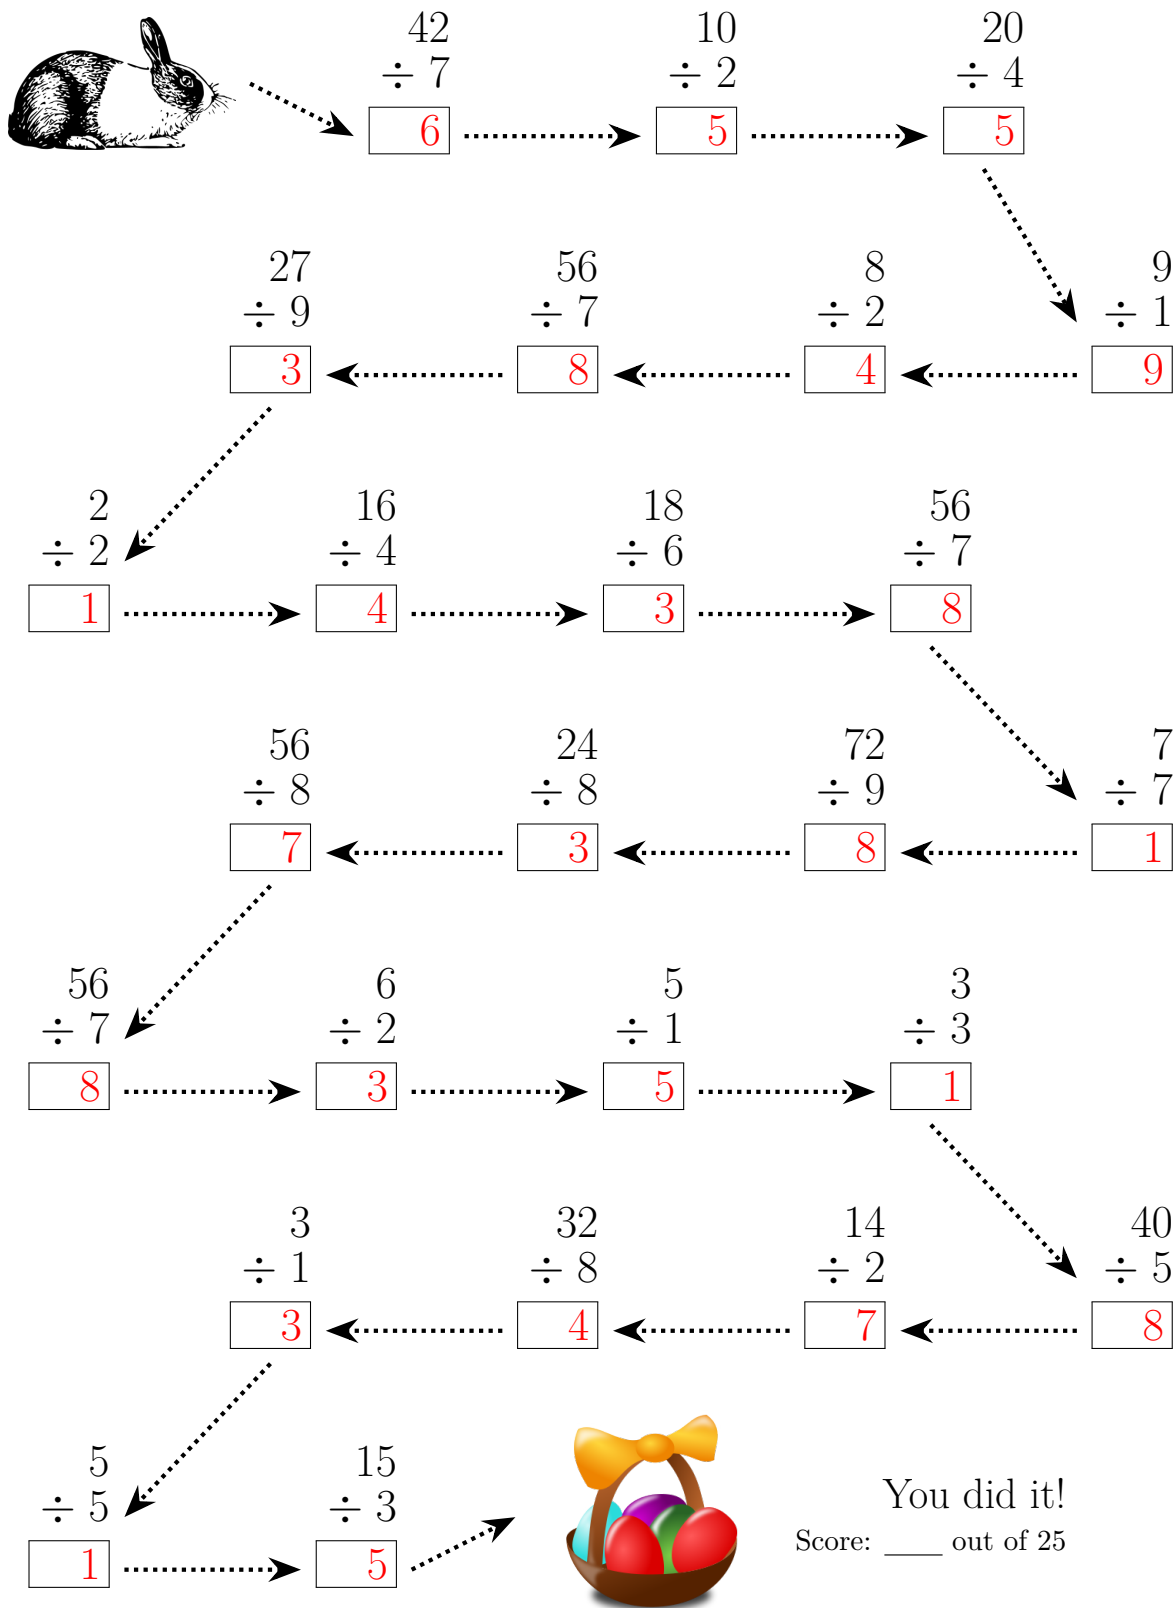 42 10 20
÷ 7 ÷ 2 ÷ 4
6 5 5
27 56 8 9
÷ 9 ÷ 7 ÷ 2 ÷ 1
3 8 4 9
2 16 18 56
÷ 2 ÷ 4 ÷ 6 ÷ 7
1 4 3 8
56 24 72 7
÷ 8 ÷ 8 ÷ 9 ÷ 7
7 3 8 1
56 6 5 3
÷ 7 ÷ 2 ÷ 1 ÷ 3
8 3 5 1
3 32 14 40
÷ 1 ÷ 8 ÷ 2 ÷ 5
3 4 7 8
5 15
÷ 5 ÷ 3
1 5
You did it!
Score: ____ out of 25